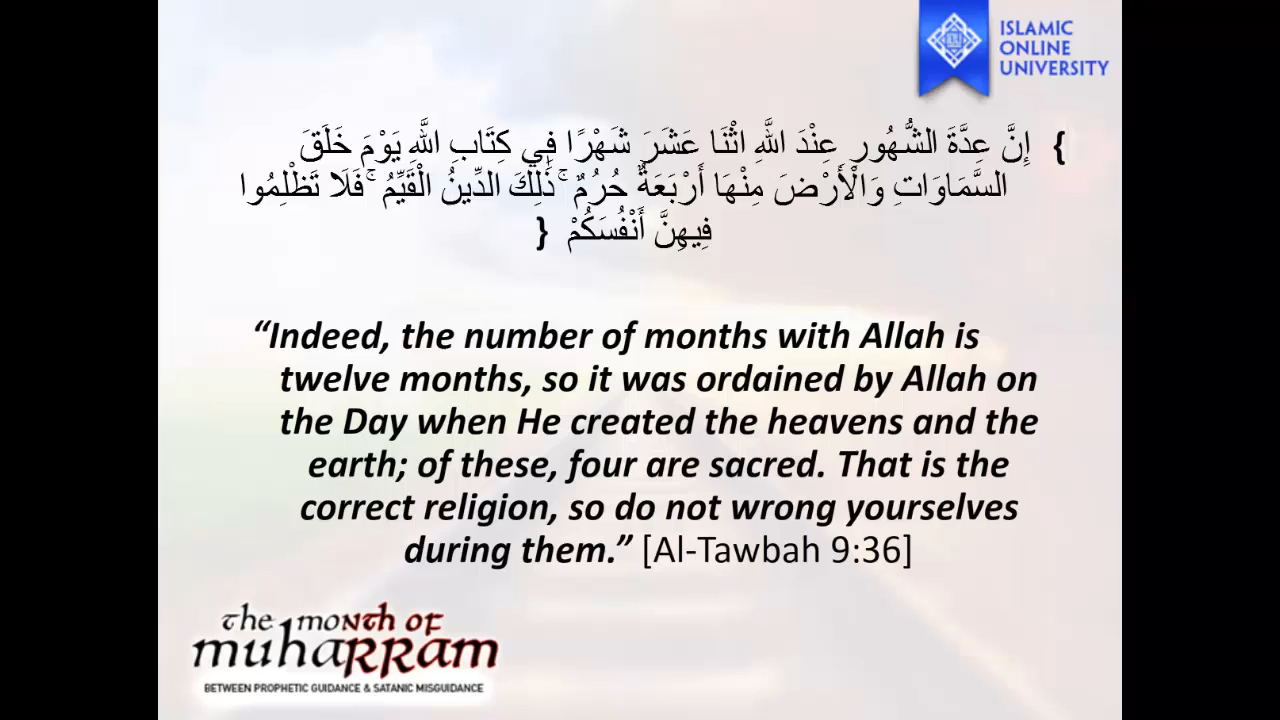 ISLAMIC
ONLINE
UNIVERSITY
{ إِنَّ عِدَّةَ الشُّهُورِ عِنْدَ اللَّهِ اثْنَا عَشَرَ شَهْرًا فِي كِتَابِ اللَّهِ يَوْمَ خَلَقَ
السَّمَاوَاتِ وَالْأَرْضَ مِنْهَا أَرْبَعَةٌ حُرُمٌ ۚ ذَٰلِكَ الدِّينُ الْقَيِّمُ ۚ فَلَا تَظْلِمُوا
فِيهِنَّ أَنْفُسَكُمْ }
“Indeed, the number of months with Allah is
twelve months, so it was ordained by Allah on
the Day when He created the heavens and the
earth; of these, four are sacred. That is the
correct religion, so do not wrong yourselves
during them.” [Al-Tawbah 9:36]
the month of
muharram
BETWEEN PROPHETIC GUIDANCE & SATANIC MISGUIDANCE